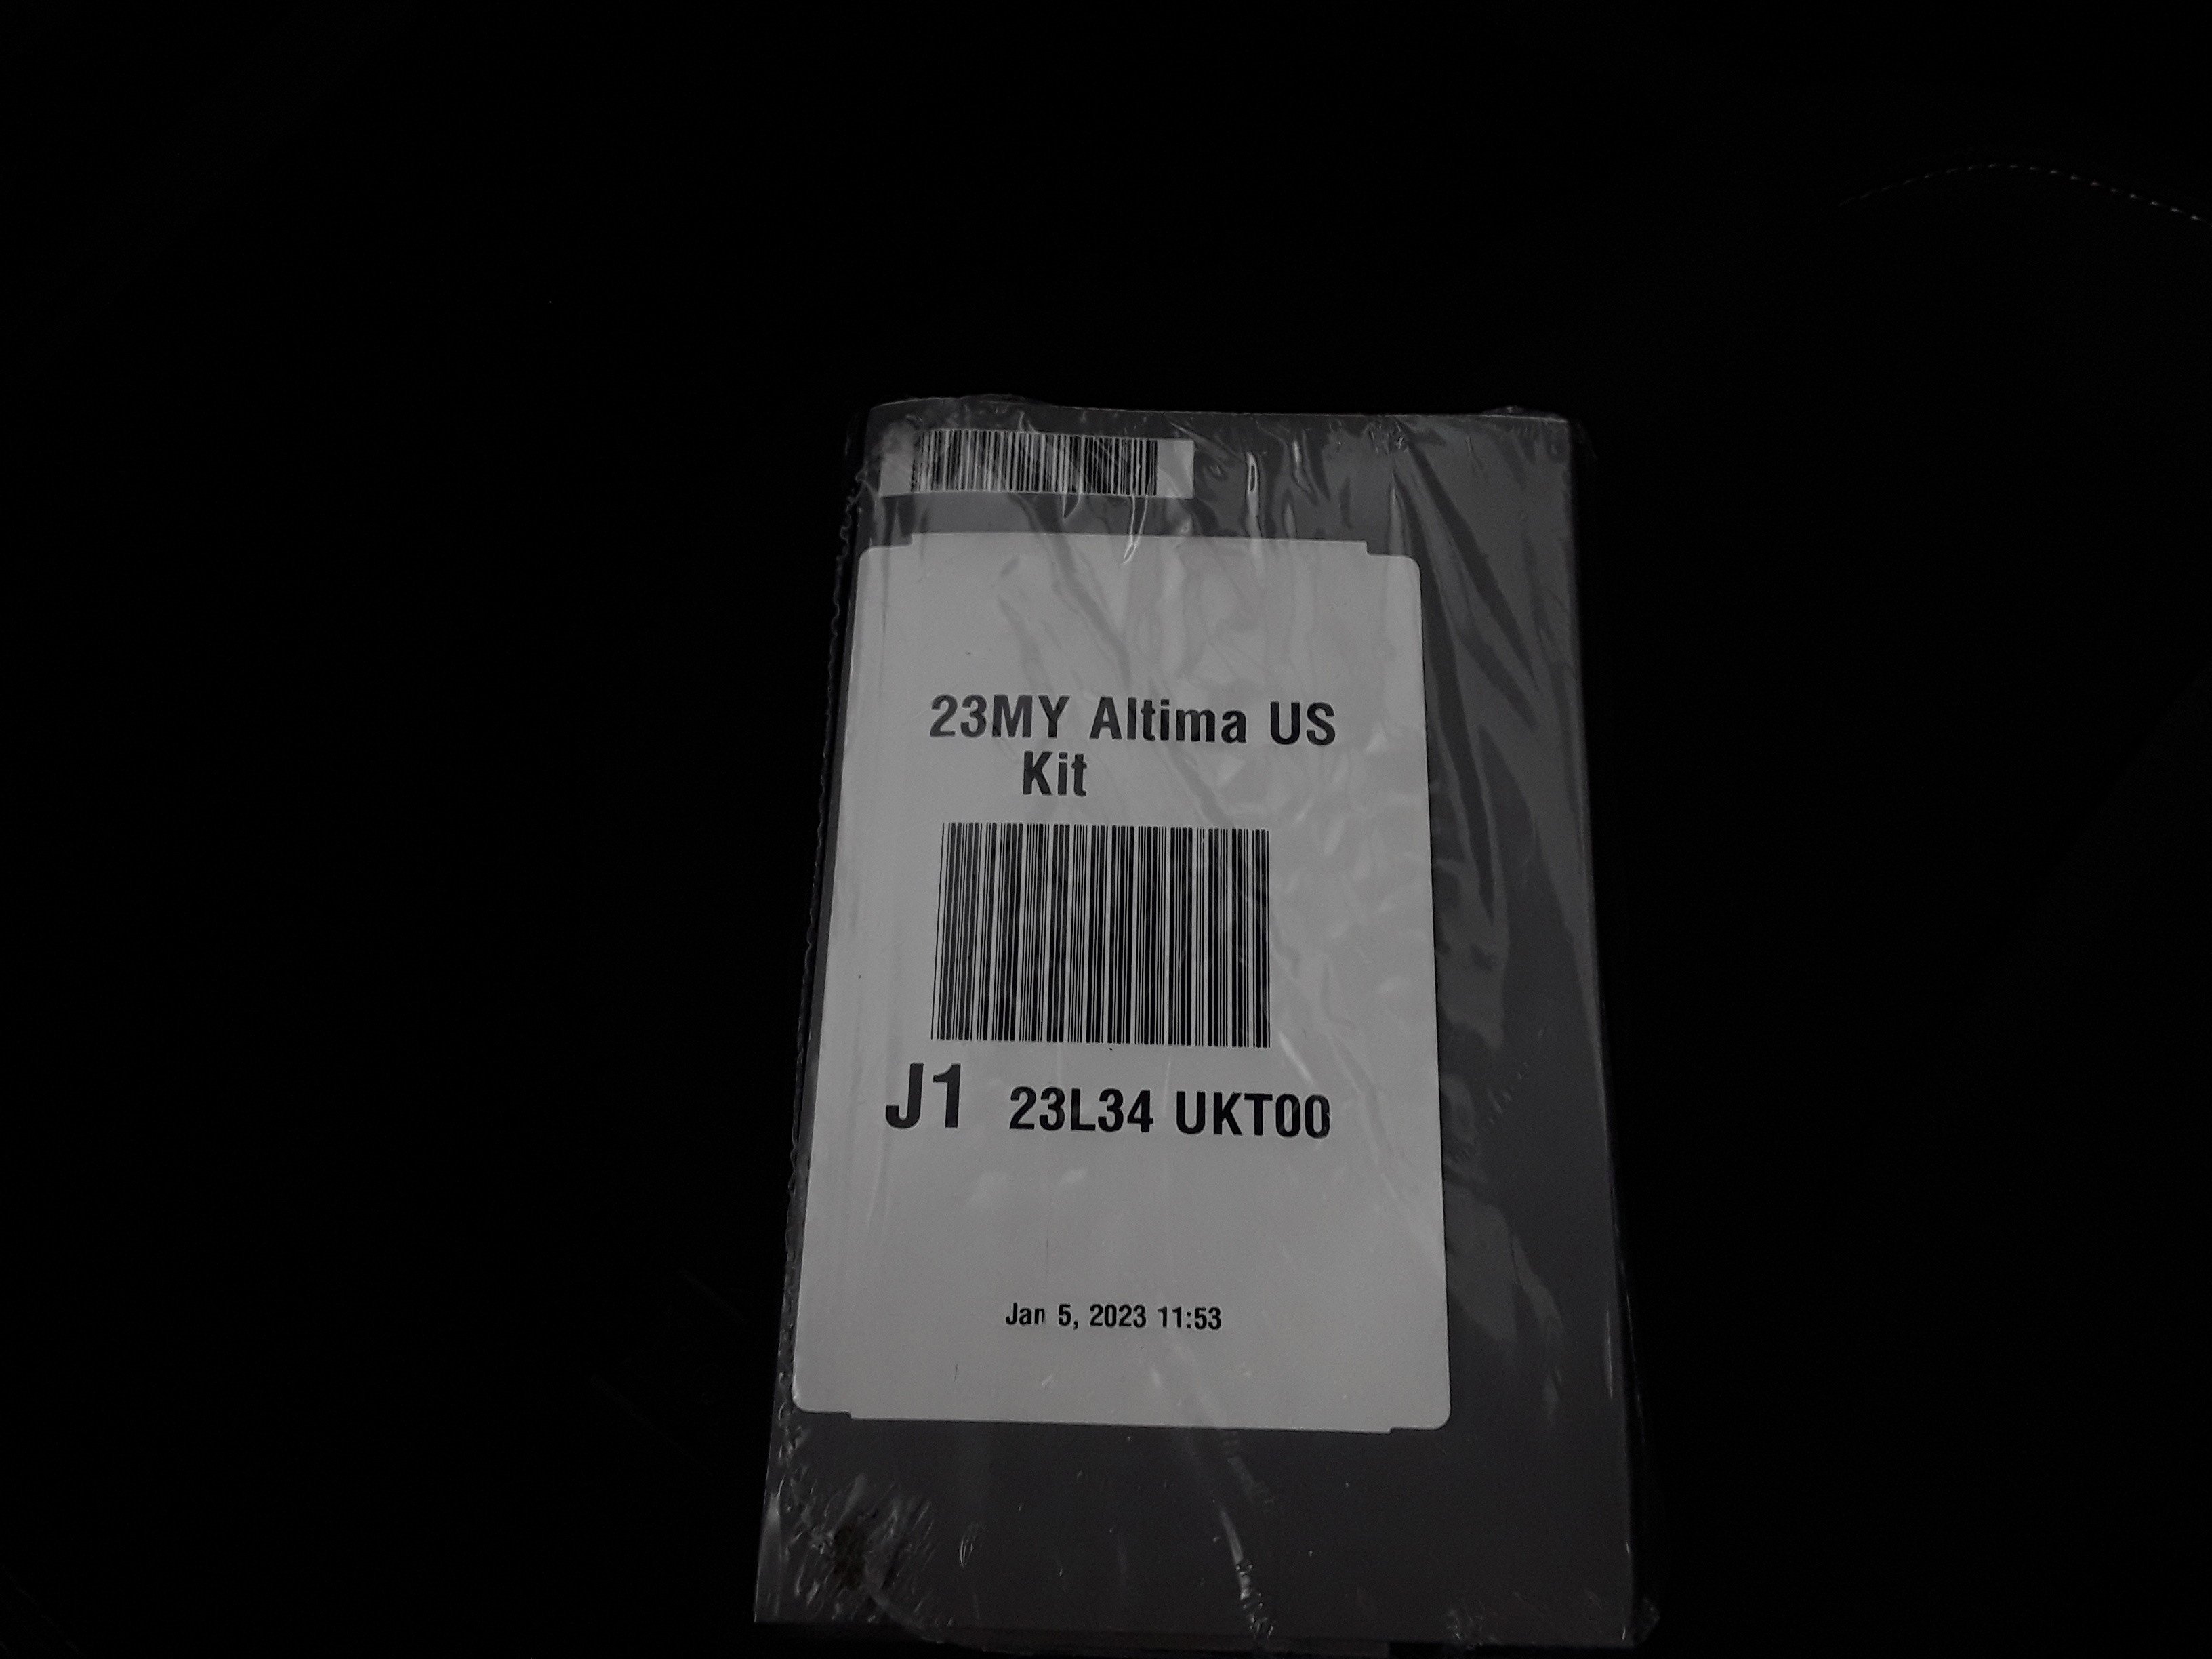 23MY Altima US
Kit
J1 23L34 UKT00
Jan 5, 2023 11:53